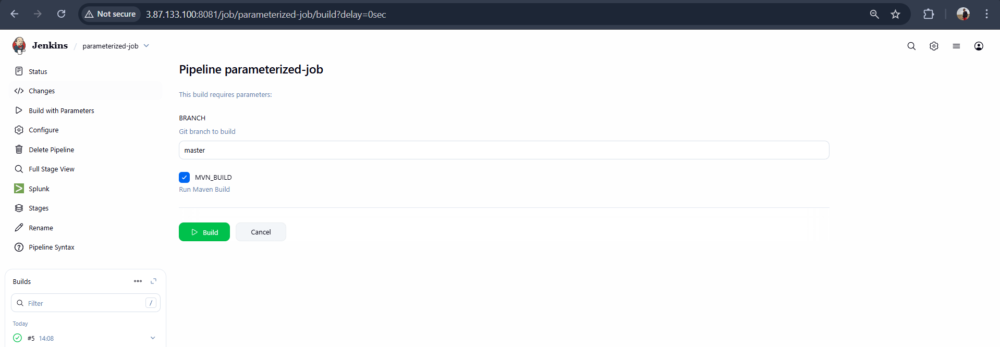 Not secure 3.87.133.100:8081/job/parameterized-job/build?delay=0sec
Jenkins / parameterized-job
Status
Changes
Build with Parameters
Configure
Delete Pipeline
Full Stage View
Splunk
Stages
Rename
Pipeline Syntax
Builds
Filter /
Today
#5 14:08
Pipeline parameterized-job
This build requires parameters:
BRANCH
Git branch to build
master
MVN_BUILD
Run Maven Build
Build Cancel